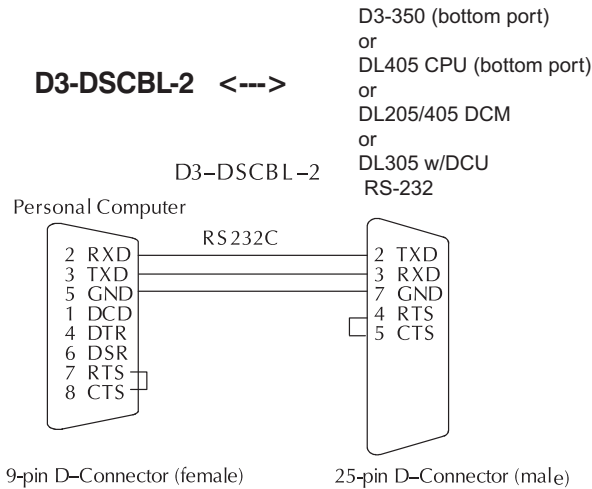 D3-DSCBL-2 <--->
D3-350 (bottom port)
or
DL405 CPU (bottom port)
or
DL205/405 DCM
or
DL305 w/DCU
RS-232
D3–DSCBL–2
Personal Computer
RS232C
2 RXD
3 TXD
5 GND
1 DCD
4 DTR
6 DSR
7 RTS
8 CTS
2 TXD
3 RXD
7 GND
4 RTS
5 CTS
9-pin D–Connector (female)
25-pin D–Connector (male)